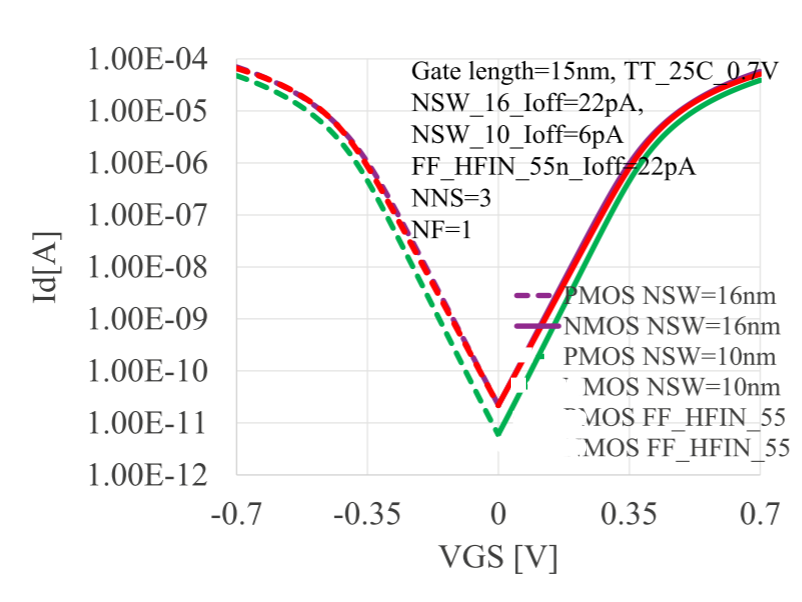 1.00E-04
1.00E-05
1.00E-06
1.00E-07
1.00E-08
1.00E-09
1.00E-10
1.00E-11
1.00E-12
Id[A]
Gate length=15nm, TT_25C_0.7V
NSW_16_Ioff=22pA,
NSW_10_Ioff=6pA
FF_HFIN_55n_Ioff=22pA
NNS=3
NF=1
PMOS NSW=16nm
NMOS NSW=16nm
PMOS NSW=10nm
MOS NSW=10nm
MOS FF_HFIN_55
MOS FF_HFIN_55
-0.7 -0.35 0 0.35 0.7
VGS [V]